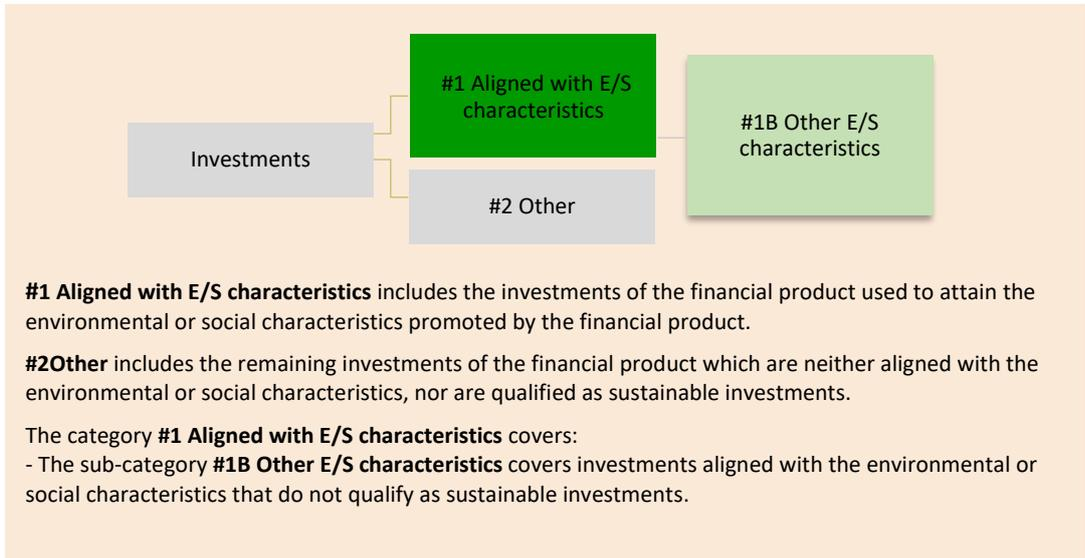 #1 Aligned with E/S
characteristics
#1B Other E/S
characteristics
Investments
#2 Other
#1 Aligned with E/S characteristics includes the investments of the financial product used to attain the
environmental or social characteristics promoted by the financial product.
#2Other includes the remaining investments of the financial product which are neither aligned with the
environmental or social characteristics, nor are qualified as sustainable investments.
The category #1 Aligned with E/S characteristics covers:
- The sub-category #1B Other E/S characteristics covers investments aligned with the environmental or
social characteristics that do not qualify as sustainable investments.